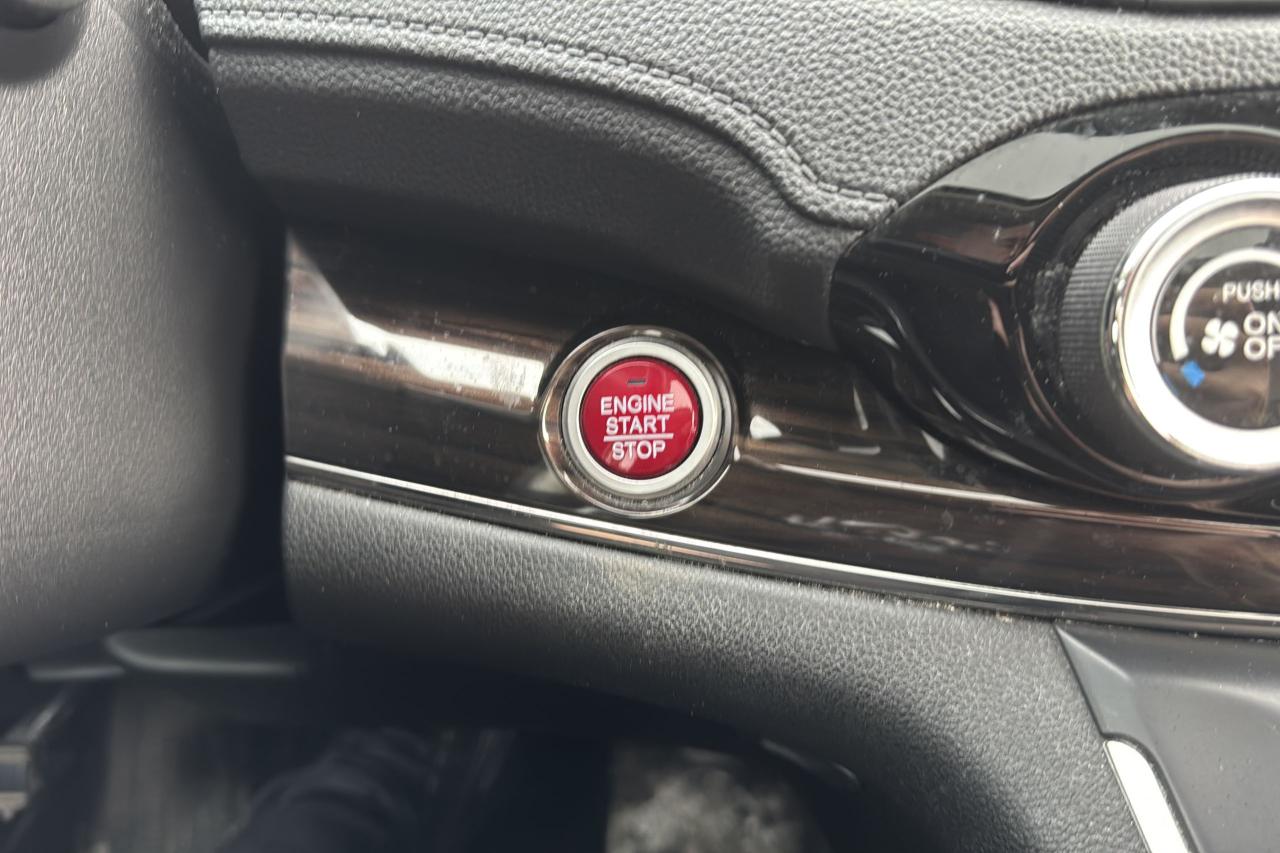 ENGINE
START
STOP
PUSH
ON
OF